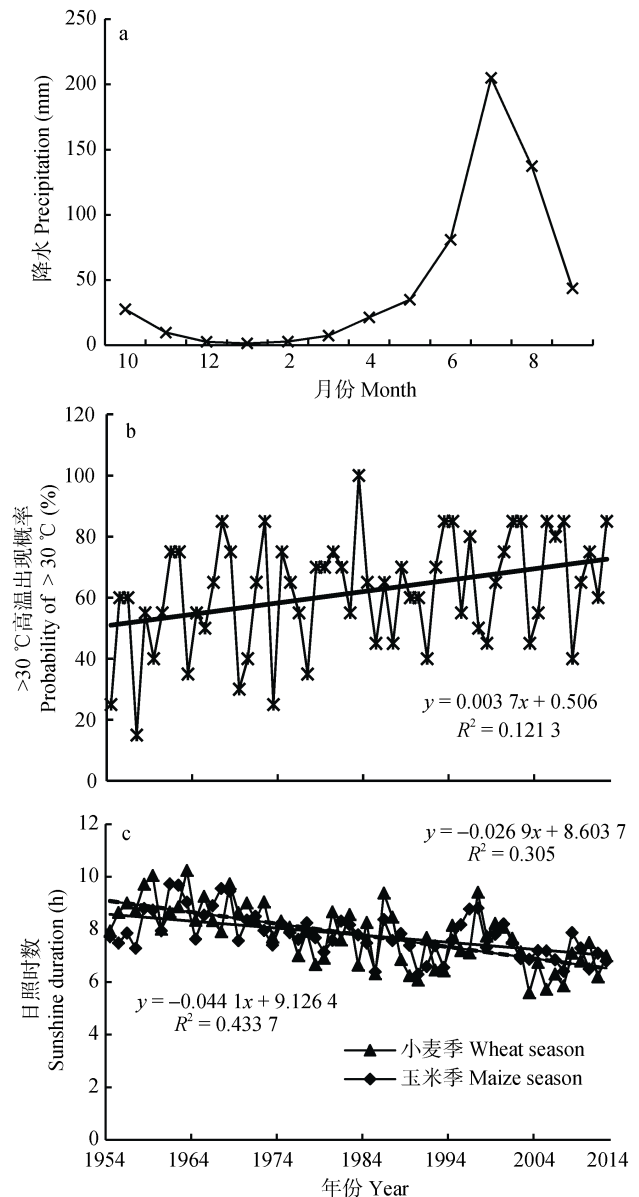 a
250
200
150
100
50
0
降水 Precipitation (mm)
10 12 2 4 6 8
月份 Month
b
120
100
80
60
40
20
0
>30 ℃高温出现概率
Probability of > 30 ℃ (%)
y = 0.003 7x + 0.506
R² = 0.121 3
c
12
10
8
6
4
2
0
日照时数
Sunshine duration (h)
y = −0.026 9x + 8.603 7
R² = 0.305
y = −0.044 1x + 9.126 4
R² = 0.433 7
小麦季 Wheat season
玉米季 Maize season
1954 1964 1974 1984 1994 2004 2014
年份 Year